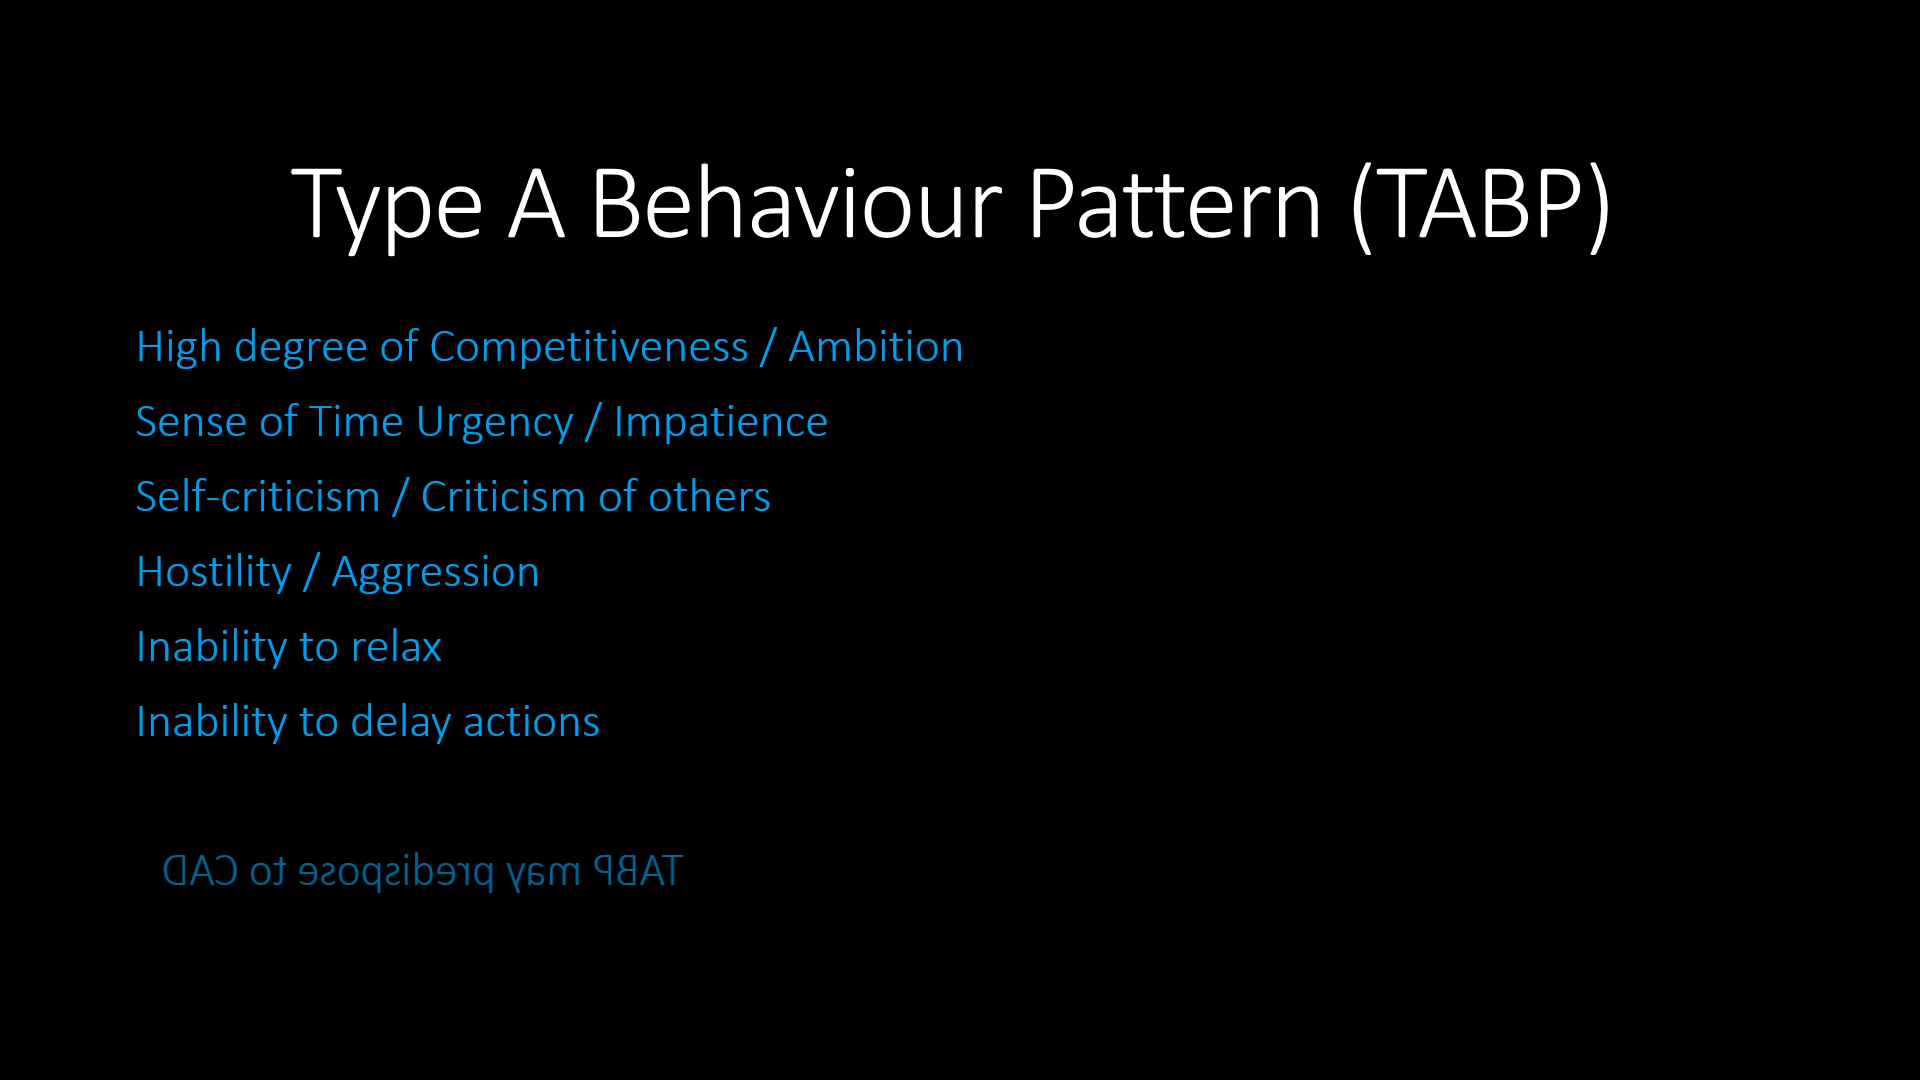 Type A Behaviour Pattern (TABP)
High degree of Competitiveness / Ambition
Sense of Time Urgency / Impatience
Self-criticism / Criticism of others
Hostility / Aggression
Inability to relax
Inability to delay actions
TABP may predispose to CAD